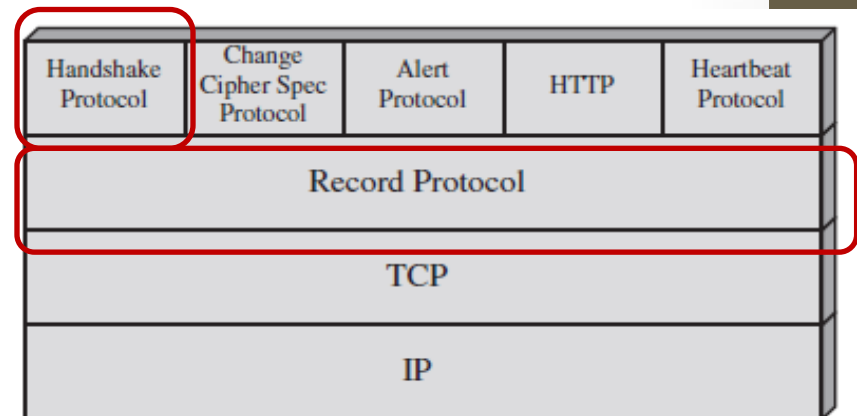 Handshake
Protocol
Change
Cipher Spec
Protocol
Alert
Protocol
HTTP
Heartbeat
Protocol
Record Protocol
TCP
IP